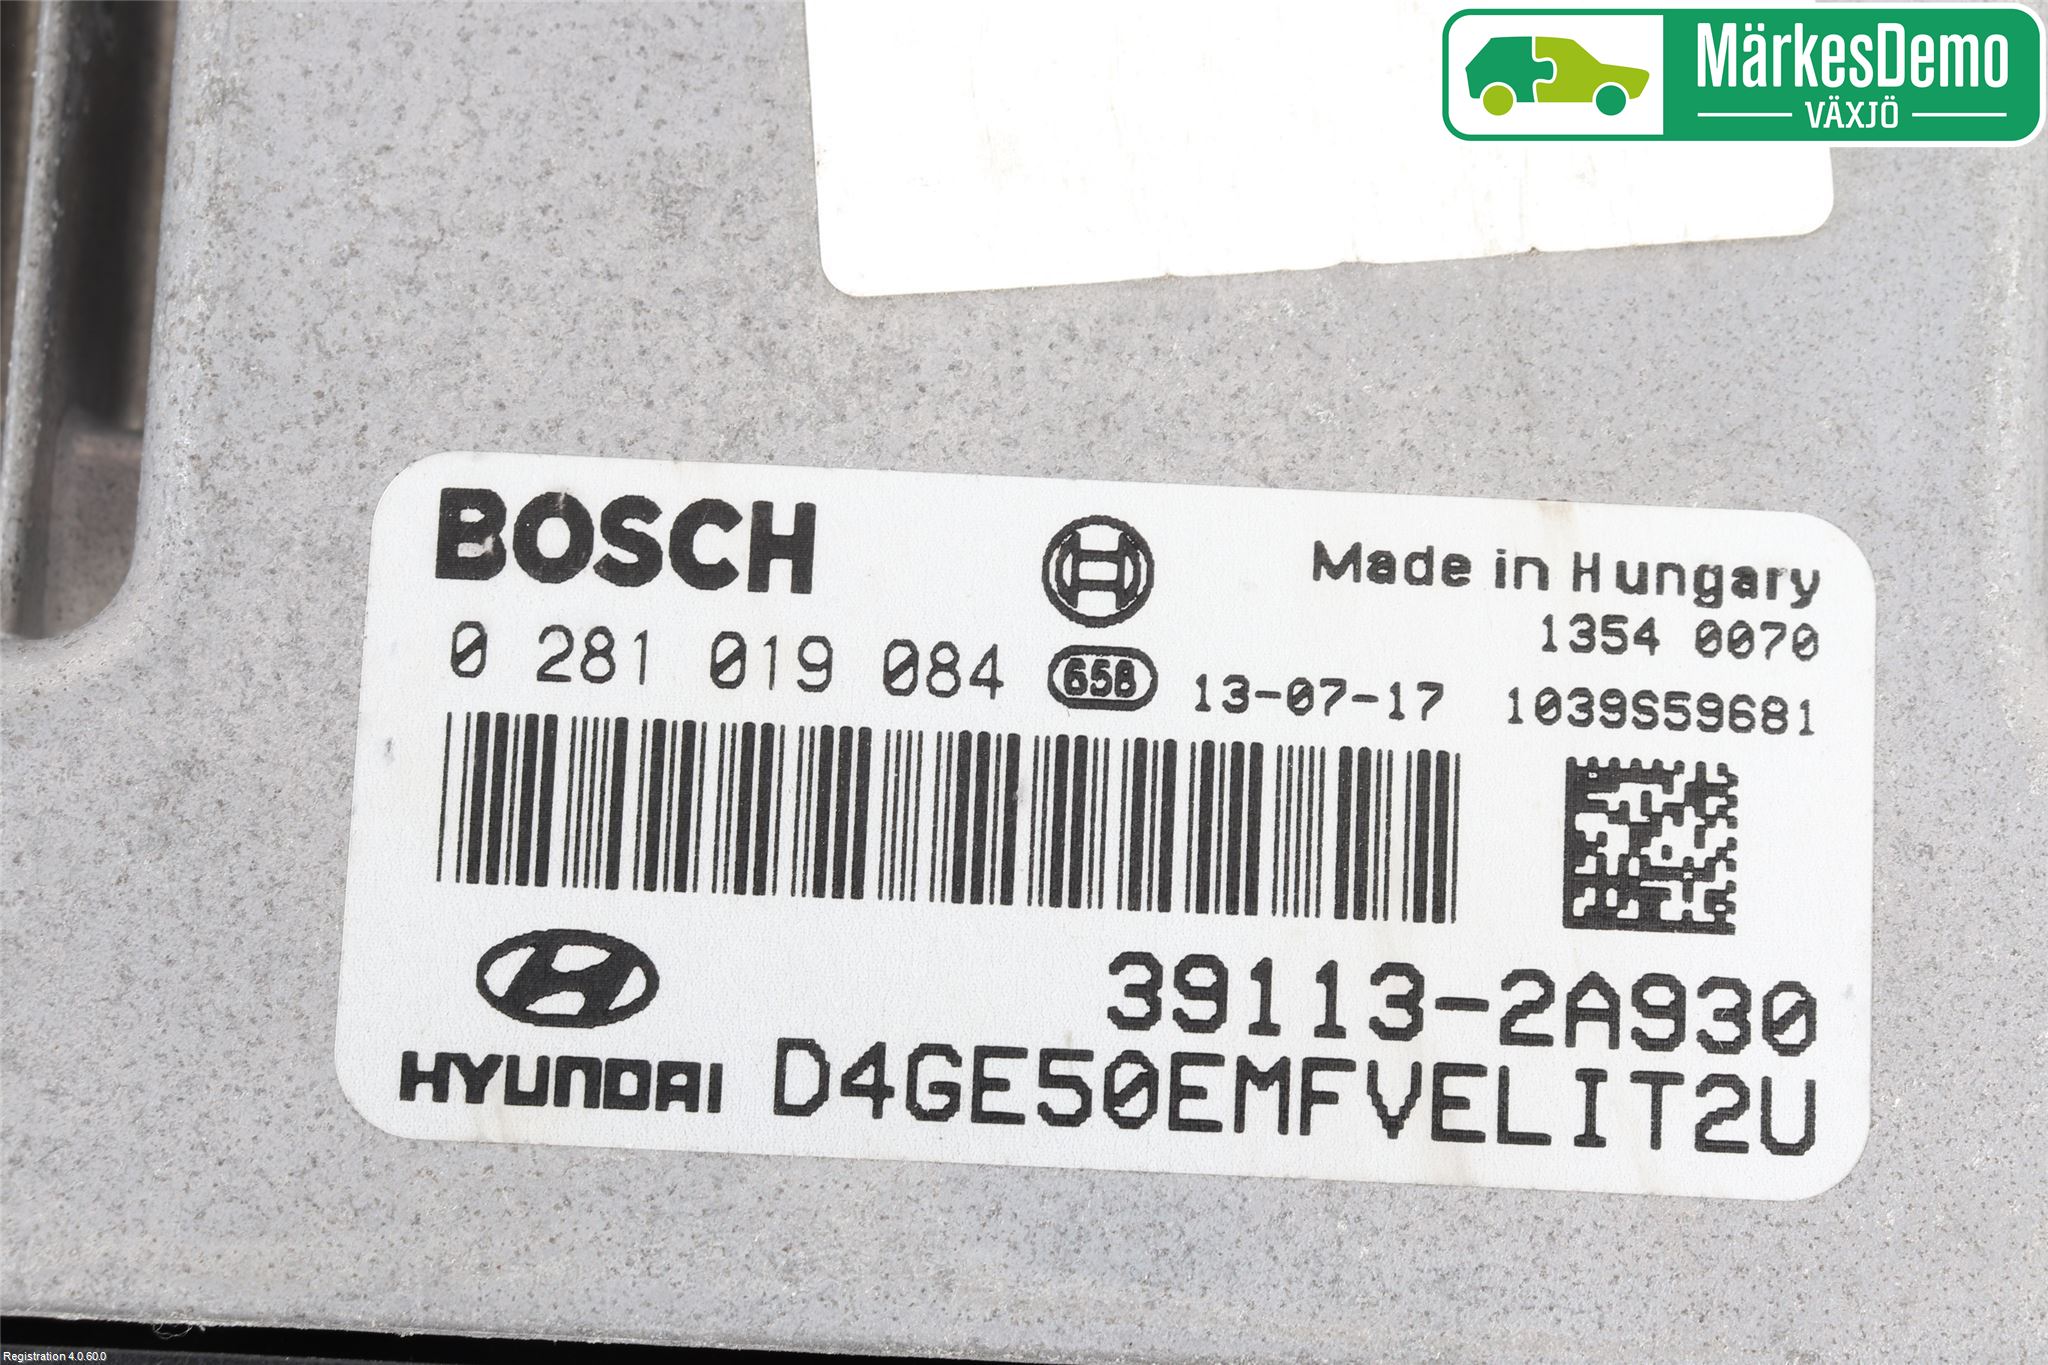 MärkesDemo
VÄXJÖ
BOSCH
Made in Hungary
1354 0070
0 281 019 084
658
13-07-17
1039S59681
39113-2A930
HYUNDAI
D4GE50EMFVELIT2U
Registration 4.0.60.0